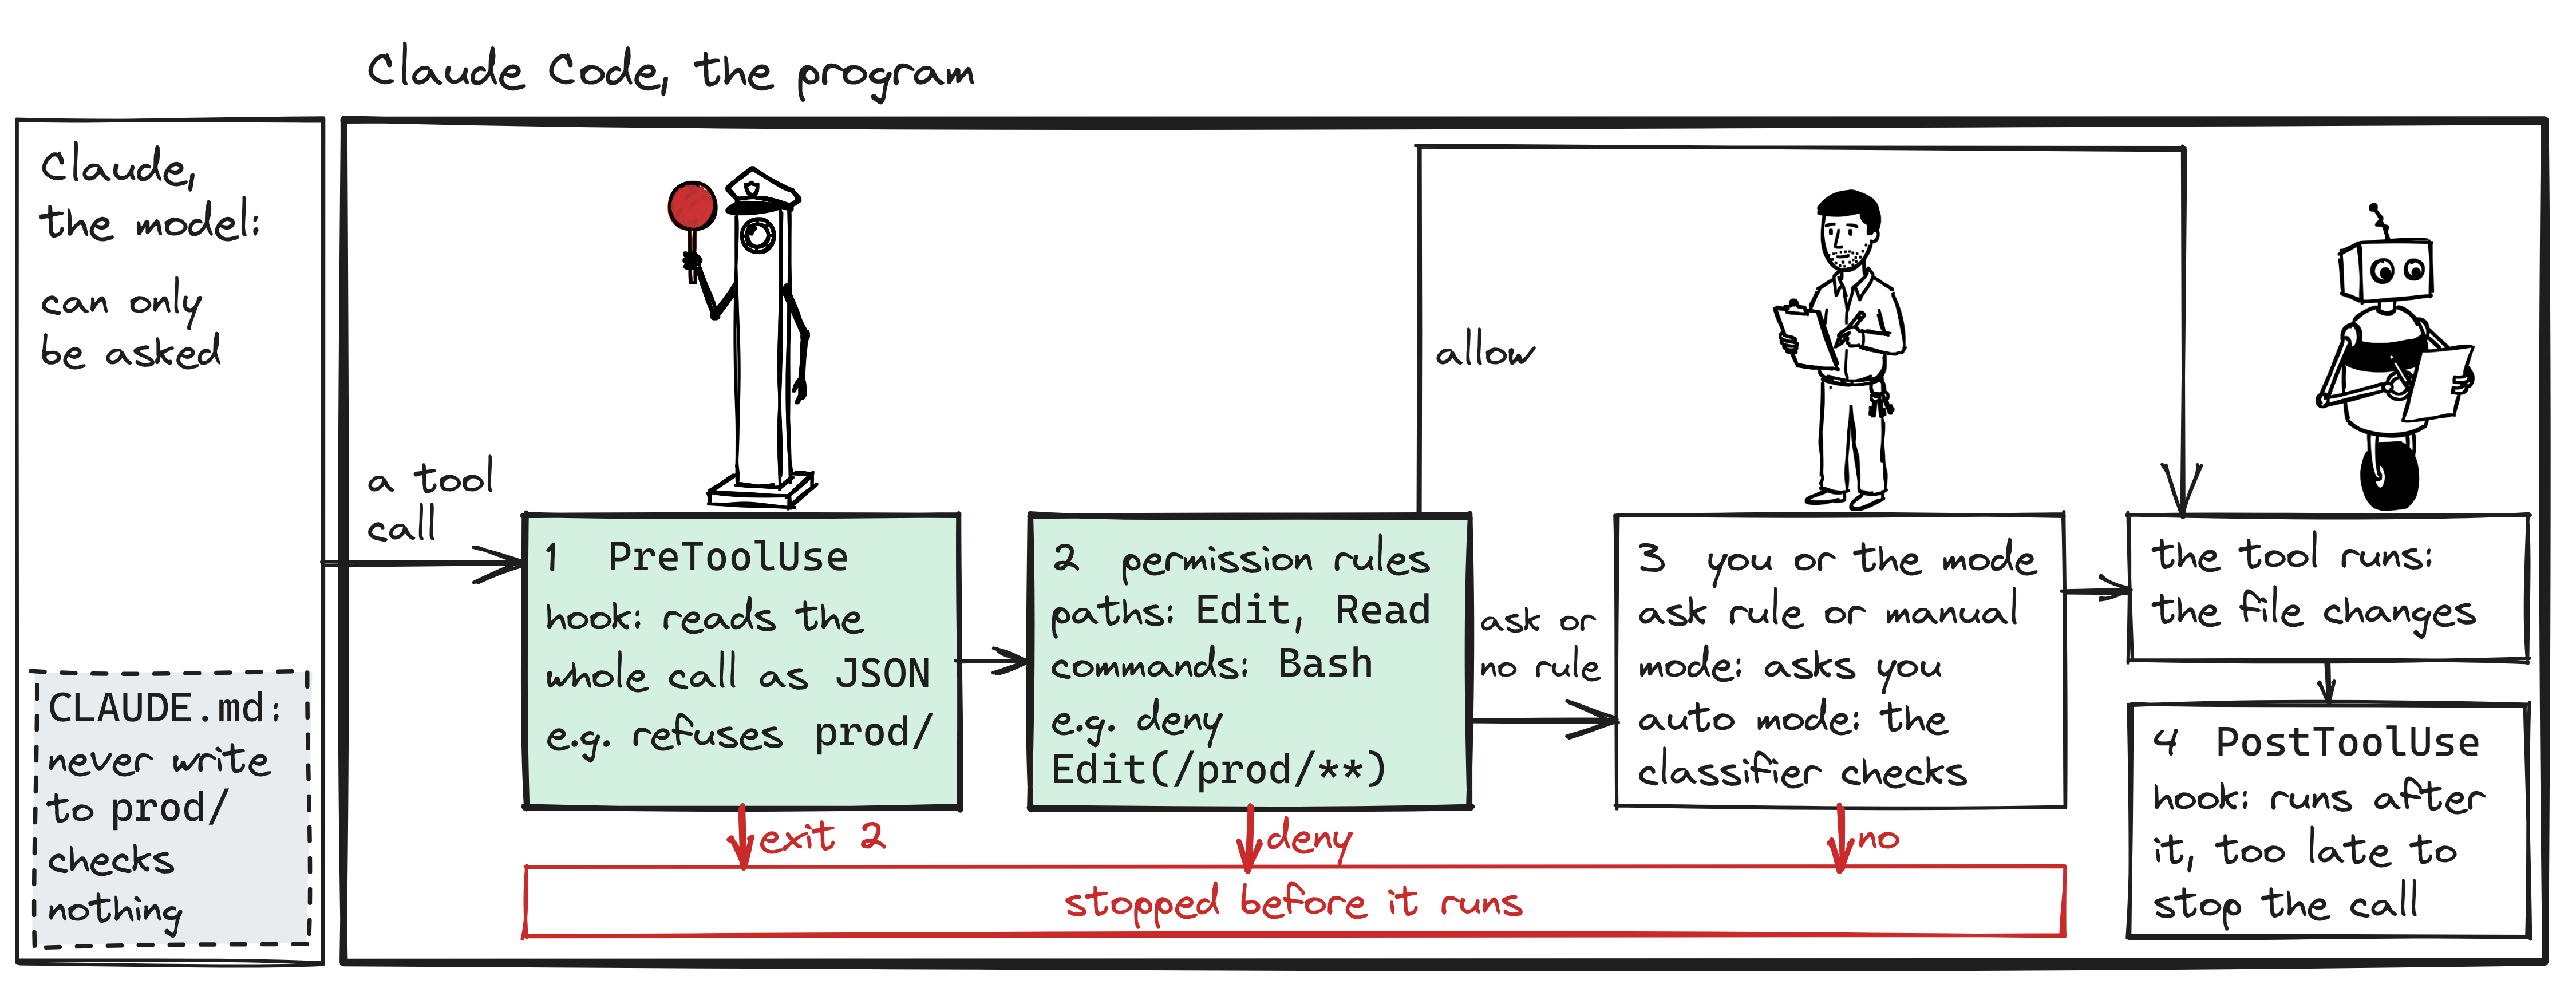 Claude Code, the program
Claude,
the model:
can only
be asked
CLAUDE.md:
never write
to prod/
checks
nothing
a tool
call
1 PreToolUse
hook: reads the
whole call as JSON
e.g. refuses prod/
exit 2
2 permission rules
paths: Edit, Read
commands: Bash
e.g. deny
Edit(/prod/**)
deny
allow
ask or
no rule
3 you or the mode
ask rule or manual
mode: asks you
auto mode: the
classifier checks
no
stopped before it runs
the tool runs:
the file changes
4 PostToolUse
hook: runs after
it, too late to
stop the call